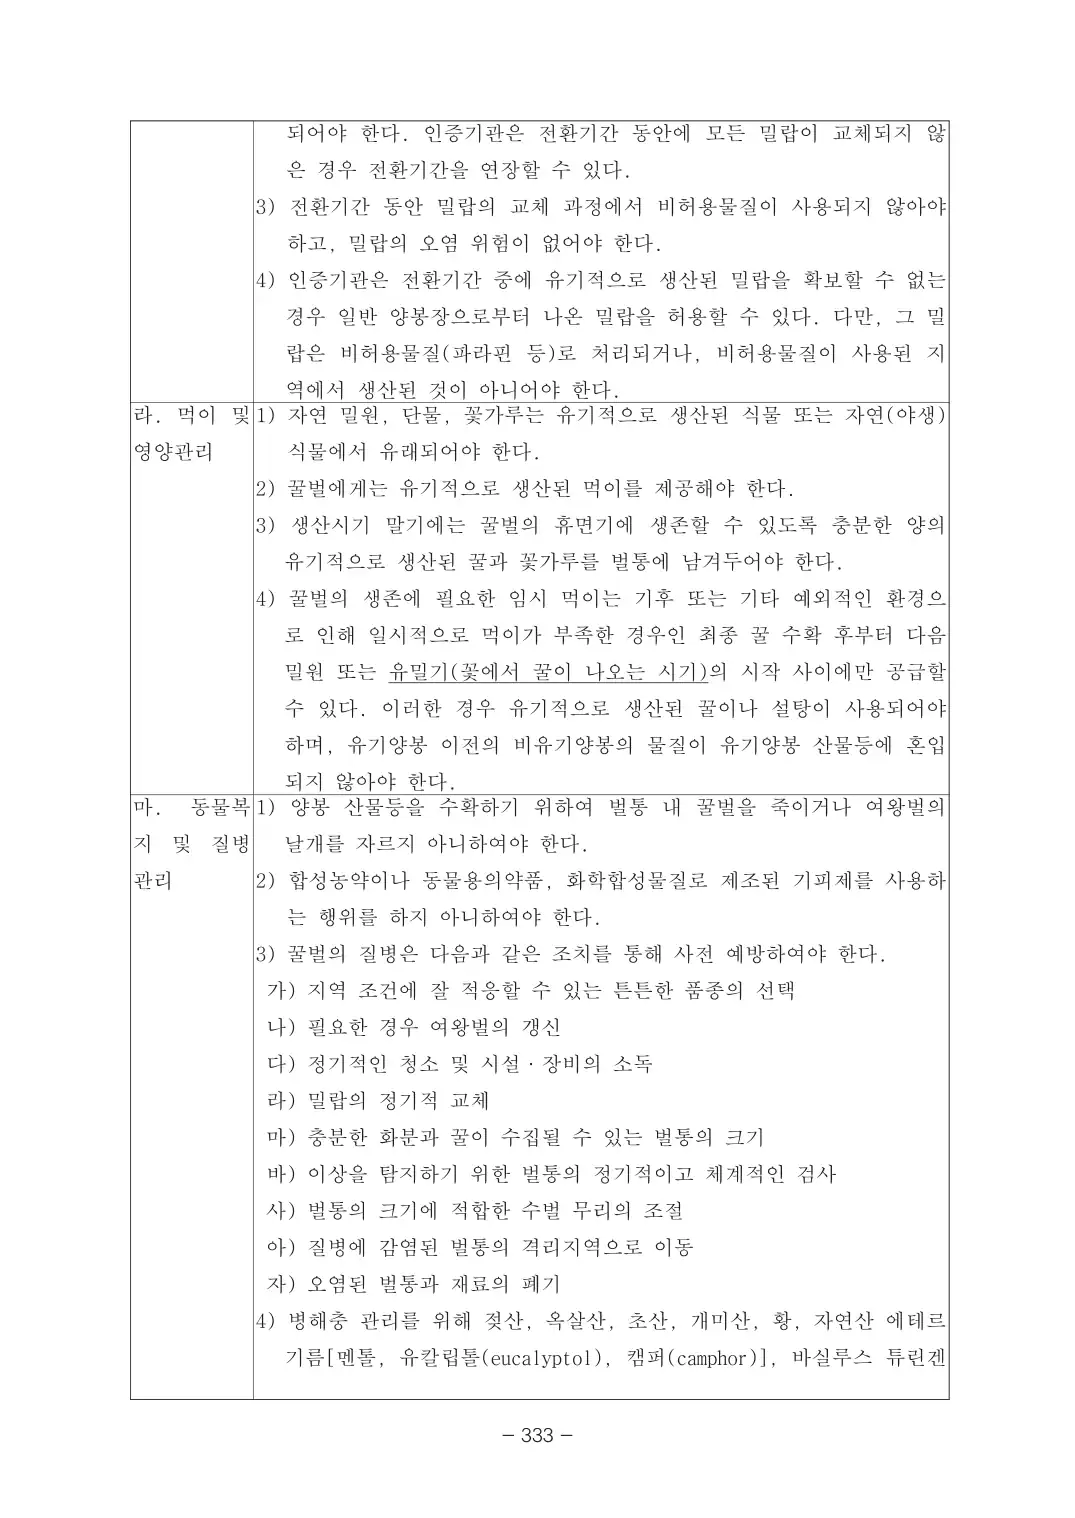 되어야 한다. 인증기관은 전환기간 동안에 모든 밀랍이 교체되지 않
은 경우 전환기간을 연장할 수 있다.
3) 전환기간 동안 밀랍의 교체 과정에서 비허용물질이 사용되지 않아야
하고, 밀랍의 오염 위험이 없어야 한다.
4) 인증기관은 전환기간 중에 유기적으로 생산된 밀랍을 확보할 수 없는
경우 일반 양봉장으로부터 나온 밀랍을 허용할 수 있다. 다만, 그 밀
랍은 비허용물질(파라핀 등)로 처리되거나, 비허용물질이 사용된 지
역에서 생산된 것이 아니어야 한다.
라. 먹이 및
영양관리
1) 자연 밀원, 단물, 꽃가루는 유기적으로 생산된 식물 또는 자연(야생)
식물에서 유래되어야 한다.
2) 꿀벌에게는 유기적으로 생산된 먹이를 제공해야 한다.
3) 생산시기 말기에는 꿀벌의 휴면기에 생존할 수 있도록 충분한 양의
유기적으로 생산된 꿀과 꽃가루를 벌통에 남겨두어야 한다.
4) 꿀벌의 생존에 필요한 임시 먹이는 기후 또는 기타 예외적인 환경으
로 인해 일시적으로 먹이가 부족한 경우인 최종 꿀 수확 후부터 다음
밀원 또는 유밀기(꽃에서 꿀이 나오는 시기)의 시작 사이에만 공급할
수 있다. 이러한 경우 유기적으로 생산된 꿀이나 설탕이 사용되어야
하며, 유기양봉 이전의 비유기양봉의 물질이 유기양봉 산물등에 혼입
되지 않아야 한다.
마. 동물복
지 및 질병
관리
1) 양봉 산물등을 수확하기 위하여 벌통 내 꿀벌을 죽이거나 여왕벌의
날개를 자르지 아니하여야 한다.
2) 합성농약이나 동물용의약품, 화학합성물질로 제조된 기피제를 사용하
는 행위를 하지 아니하여야 한다.
3) 꿀벌의 질병은 다음과 같은 조치를 통해 사전 예방하여야 한다.
가) 지역 조건에 잘 적응할 수 있는 튼튼한 품종의 선택
나) 필요한 경우 여왕벌의 갱신
다) 정기적인 청소 및 시설·장비의 소독
라) 밀랍의 정기적 교체
마) 충분한 화분과 꿀이 수집될 수 있는 벌통의 크기
바) 이상을 탐지하기 위한 벌통의 정기적이고 체계적인 검사
사) 벌통의 크기에 적합한 수벌 무리의 조절
아) 질병에 감염된 벌통의 격리지역으로 이동
자) 오염된 벌통과 재료의 폐기
4) 병해충 관리를 위해 젖산, 옥살산, 초산, 개미산, 황, 자연산 에테르
기름[멘톨, 유칼립톨(eucalyptol), 캠퍼(camphor)], 바실루스 튜린겐
- 333 -